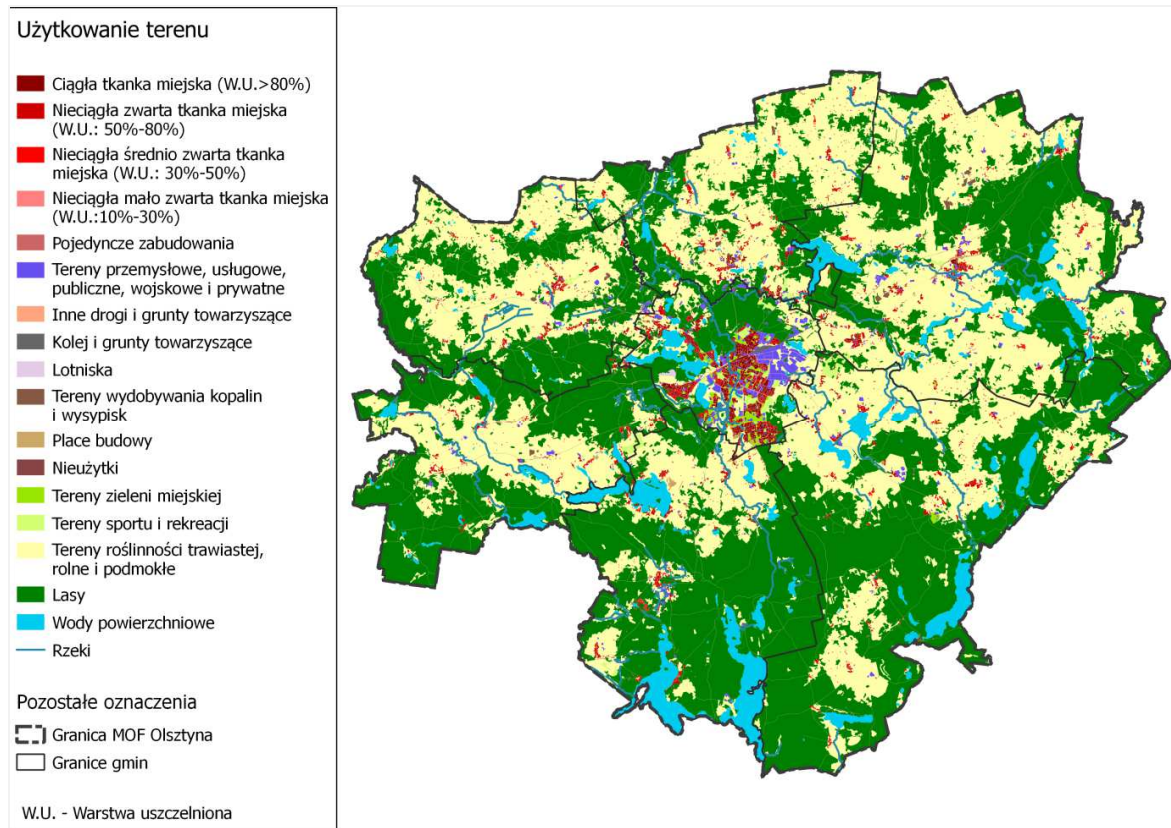 Użytkowanie terenu
Ciągła tkanka miejska (W.U.>80%)
Nieciągła zwarta tkanka miejska
(W.U.: 50%-80%)
Nieciągła średnio zwarta tkanka
miejska (W.U.: 30%-50%)
Nieciągła mało zwarta tkanka miejska
(W.U.:10%-30%)
Pojedyncze zabudowania
Tereny przemysłowe, usługowe,
publiczne, wojskowe i prywatne
Inne drogi i grunty towarzyszące
Kolej i grunty towarzyszące
Lotniska
Tereny wydobywania kopalin
i wysypisk
Place budowy
Nieużytki
Tereny zieleni miejskiej
Tereny sportu i rekreacji
Tereny roślinności trawiastej,
rolne i podmokłe
Lasy
Wody powierzchniowe
Rzeki
Pozostałe oznaczenia
Granica MOF Olsztyna
Granice gmin
W.U. - Warstwa uszczelniona